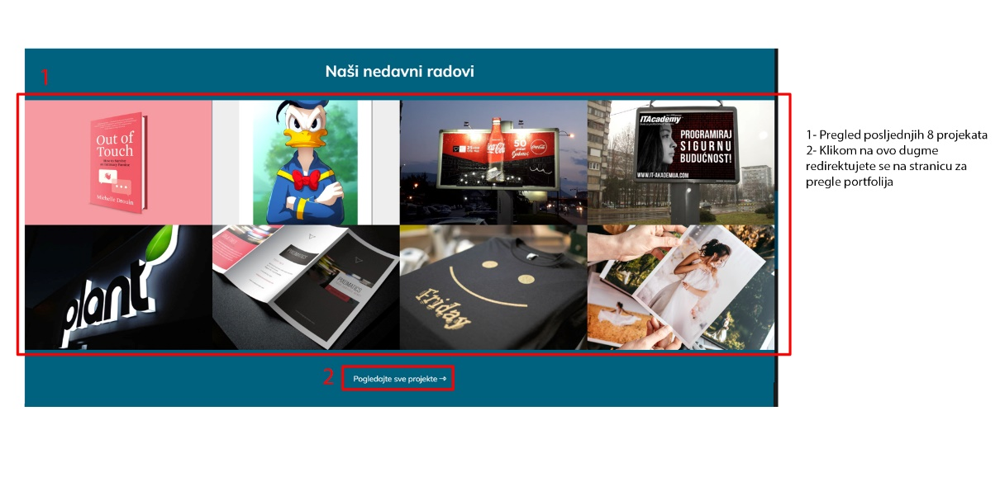 Naši nedavni radovi
1
Out of
Touch
Michelle Drouin
Coca-Cola
50
ITAcademy
PROGRAMIRAJ
SIGURNU
BUDUĆNOST!
WWW.IT-AKADEMIJA.COM
plant
PIXELMATICS
Friday
2
Pogledajte sve projekte →
1- Pregled posljednjih 8 projekata
2- Klikom na ovo dugme
redirektujete se na stranicu za
pregle portfolija